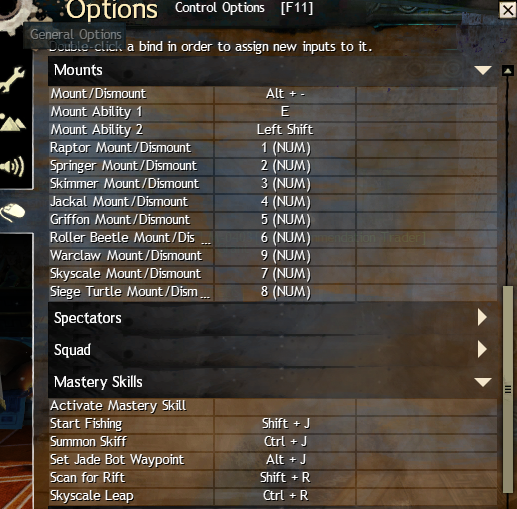 Options Control Options [F11]
General Options
Double-click a bind in order to assign new inputs to it.
Mounts
Mount/Dismount Alt + -
Mount Ability 1 E
Mount Ability 2 Left Shift
Raptor Mount/Dismount 1 (NUM)
Springer Mount/Dismount 2 (NUM)
Skimmer Mount/Dismount 3 (NUM)
Jackal Mount/Dismount 4 (NUM)
Griffon Mount/Dismount 5 (NUM)
Roller Beetle Mount/Dis ... 6 (NUM)
Warclaw Mount/Dismount 9 (NUM)
Skyscale Mount/Dismount 7 (NUM)
Siege Turtle Mount/Dism ... 8 (NUM)
Spectators
Squad
Mastery Skills
Activate Mastery Skill
Start Fishing Shift + J
Summon Skiff Ctrl + J
Set Jade Bot Waypoint Alt + J
Scan for Rift Shift + R
Skyscale Leap Ctrl + R